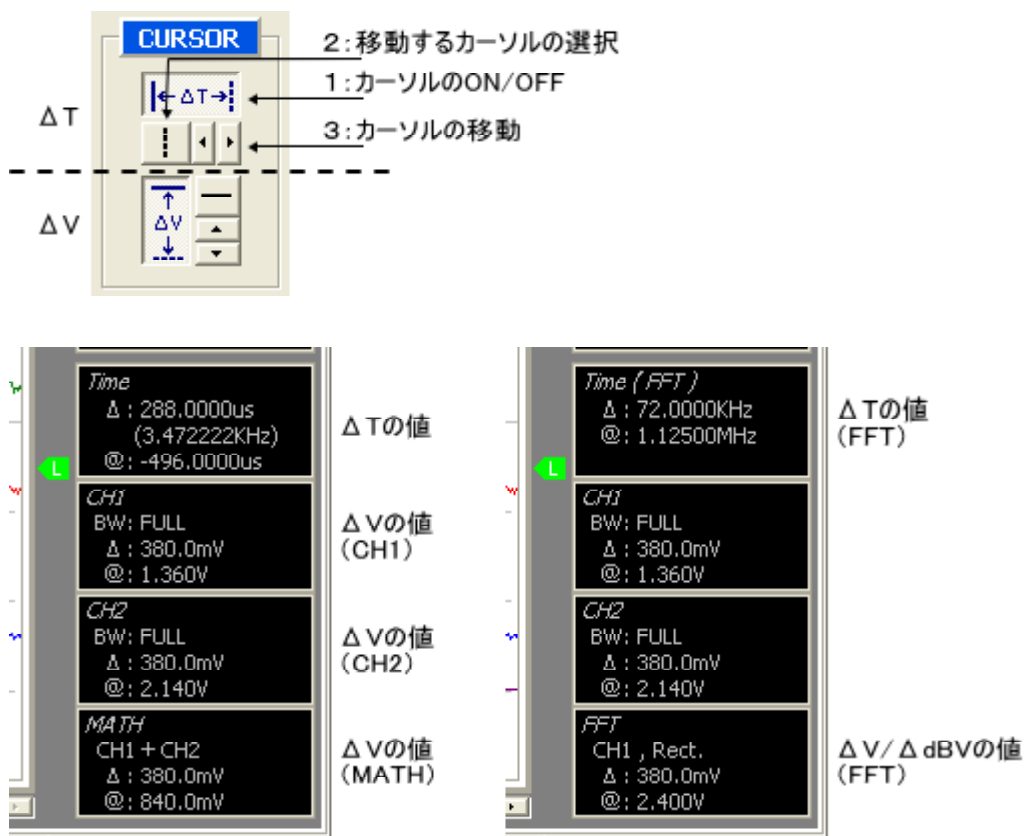 CURSOR
2:移動するカーソルの選択
1:カーソルのON/OFF
3:カーソルの移動
ΔT
ΔT
ΔV
ΔV
Time
Δ: 288.0000us
(3.472222KHz)
@: -496.0000us
ΔTの値
L
CH1
BW: FULL
Δ: 380.0mV
@: 1.360V
ΔVの値
(CH1)
CH2
BW: FULL
Δ: 380.0mV
@: 2.140V
ΔVの値
(CH2)
MATH
CH1 + CH2
Δ: 380.0mV
@: 840.0mV
ΔVの値
(MATH)
Time ( FFT )
Δ: 72.0000KHz
@: 1.12500MHz
ΔTの値
(FFT)
L
CH1
BW: FULL
Δ: 380.0mV
@: 1.360V
CH2
BW: FULL
Δ: 380.0mV
@: 2.140V
FFT
CH1 , Rect.
Δ: 380.0mV
@: 2.400V
ΔV/ΔdBVの値
(FFT)